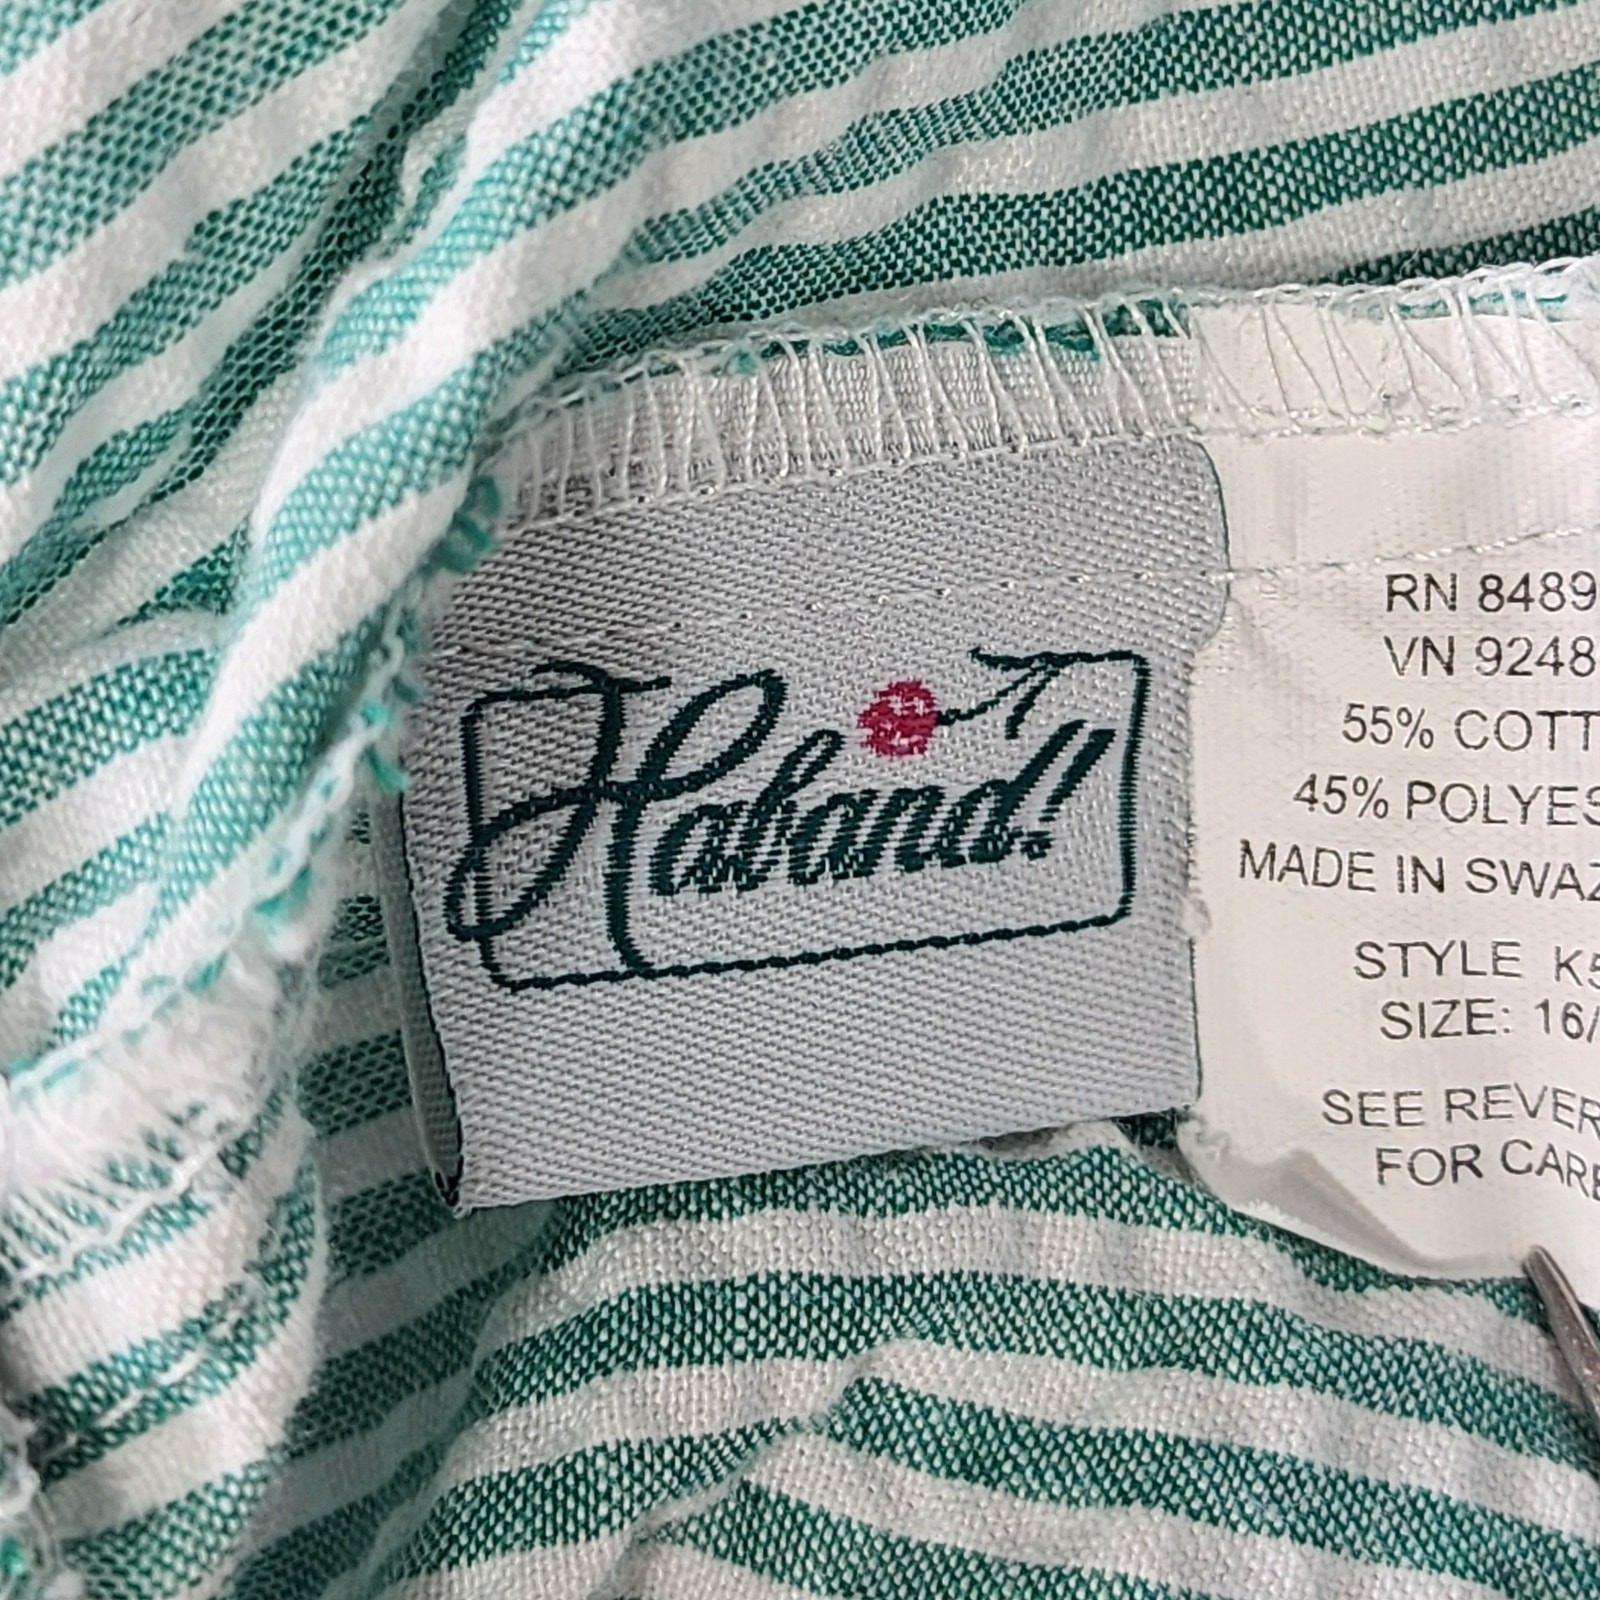 Haband!
RN 8489
VN 9248
55% COTT
45% POLYES
MADE IN SWAZ
STYLE K5
SIZE: 16/
SEE REVER
FOR CARE